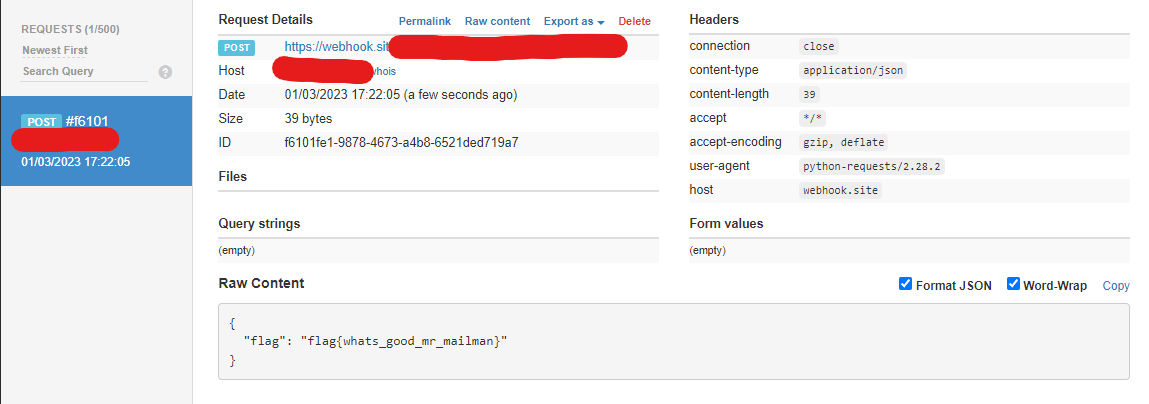 REQUESTS (1/500)
Newest First
Search Query
POST #f6101
01/03/2023 17:22:05
Request Details Permalink Raw content Export as Delete
POST https://webhook.sit
Host whois
Date 01/03/2023 17:22:05 (a few seconds ago)
Size 39 bytes
ID f6101fe1-9878-4673-a4b8-6521ded719a7
Files
Query strings
(empty)
Headers
connection close
content-type application/json
content-length 39
accept */*
accept-encoding gzip, deflate
user-agent python-requests/2.28.2
host webhook.site
Form values
(empty)
Raw Content Format JSON Word-Wrap Copy
{
"flag": "flag{whats_good_mr_mailman}"
}